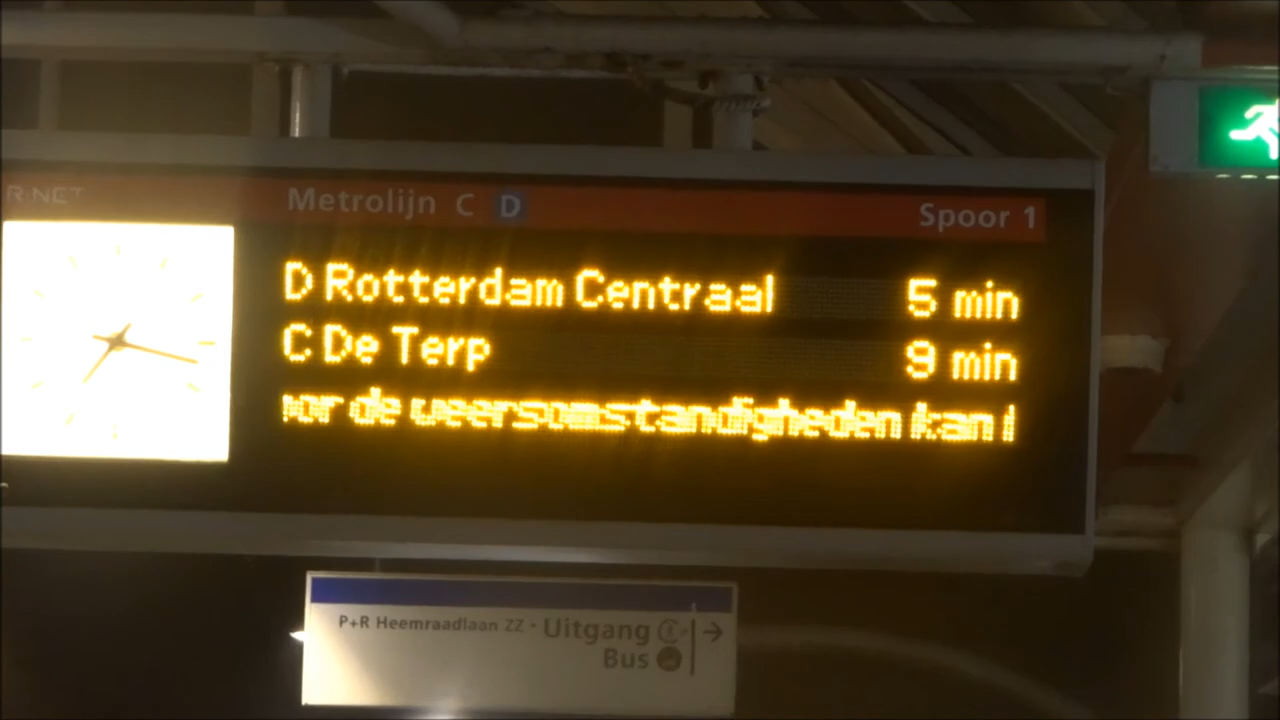 R-NET
Metrolijn C D
Spoor 1
D Rotterdam Centraal 5 min
C De Terp 9 min
oor de weersomstandigheden kan
P+R Heemraadlaan ZZ · Uitgang
Bus